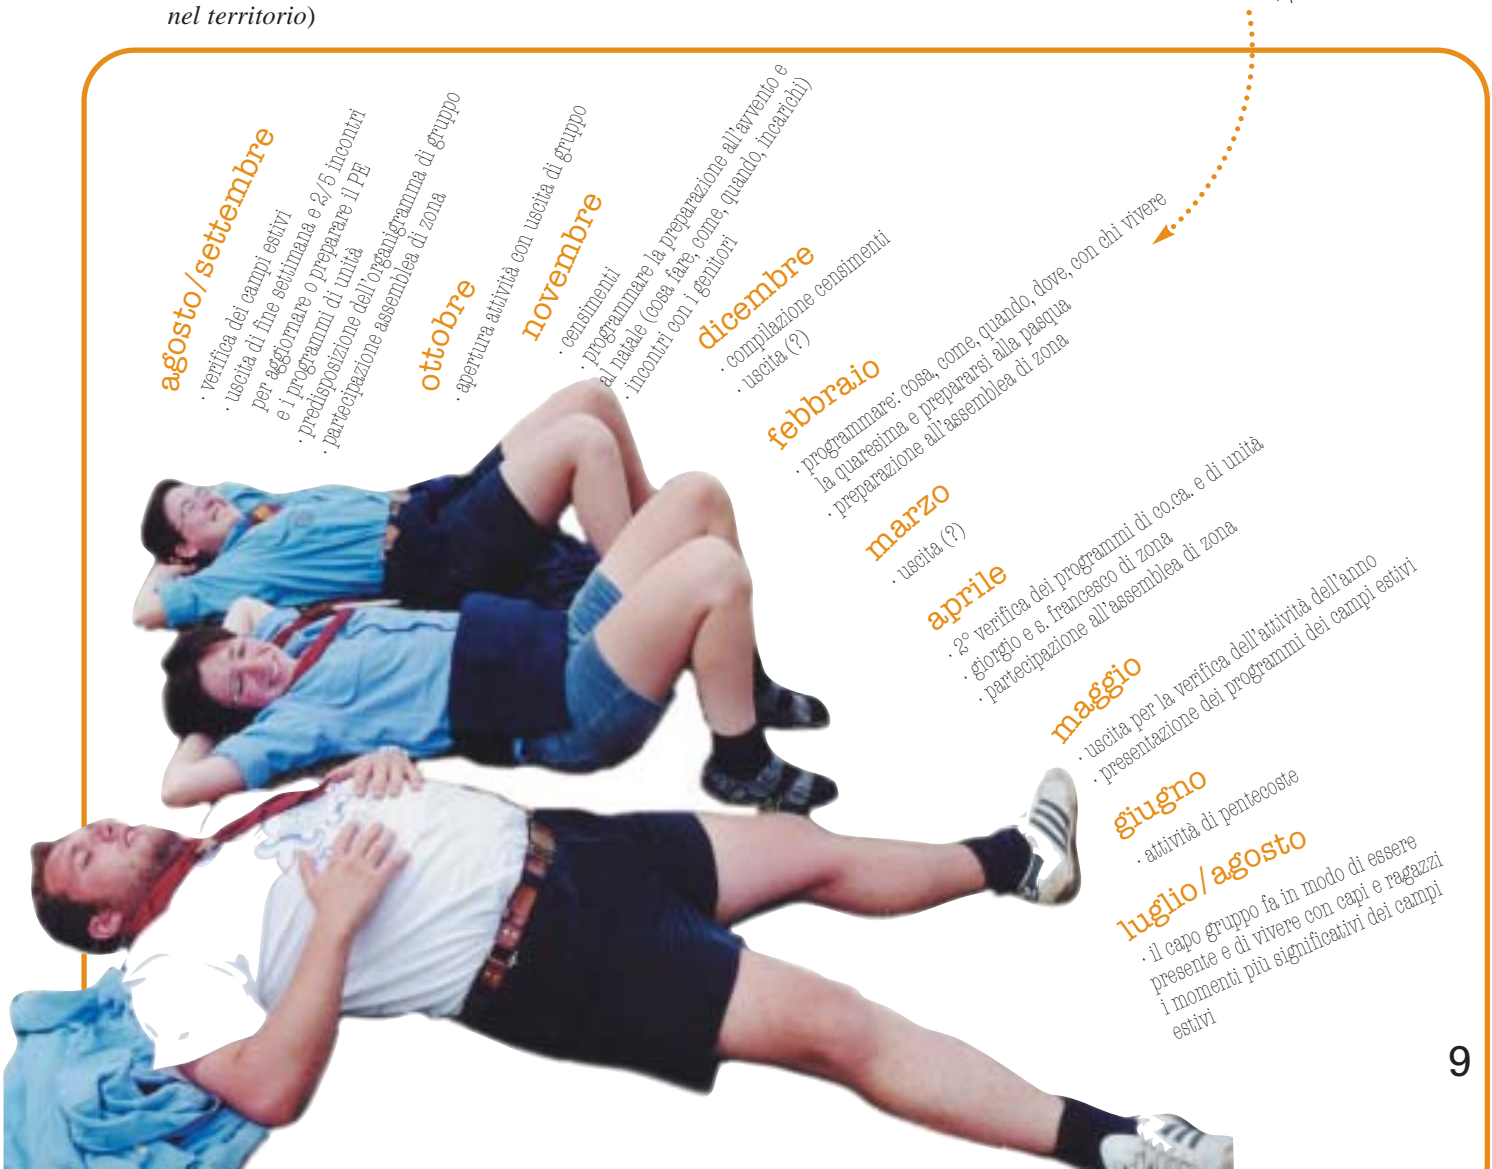 nel territorio)
agosto/settembre
· verifica dei campi estivi
· uscita di fine settimana e 2/5 incontri
per aggiornare o preparare il PE
e i programmi di unità
· predisposizione dell'organigramma di gruppo
· partecipazione assemblea di zona
ottobre
· apertura attività con uscita di gruppo
novembre
· censimenti
· programmare la preparazione all'avvento e
al natale (cosa fare, come, quando, incarichi)
· incontri con i genitori
dicembre
· compilazione censimenti
· uscita (?)
febbraio
· programmare: cosa, come, quando, dove, con chi vivere
la quaresima e prepararsi alla pasqua
· preparazione all'assemblea di zona
marzo
· uscita (?)
aprile
· 2° verifica dei programmi di co.ca. e di unità
· giorgio e s. francesco di zona
· partecipazione all'assemblea di zona
maggio
· uscita per la verifica dell'attività dell'anno
· presentazione dei programmi dei campi estivi
giugno
· attività di pentecoste
luglio/agosto
· il capo gruppo fa in modo di essere
presente e di vivere con capi e ragazzi
i momenti più significativi dei campi
estivi
9